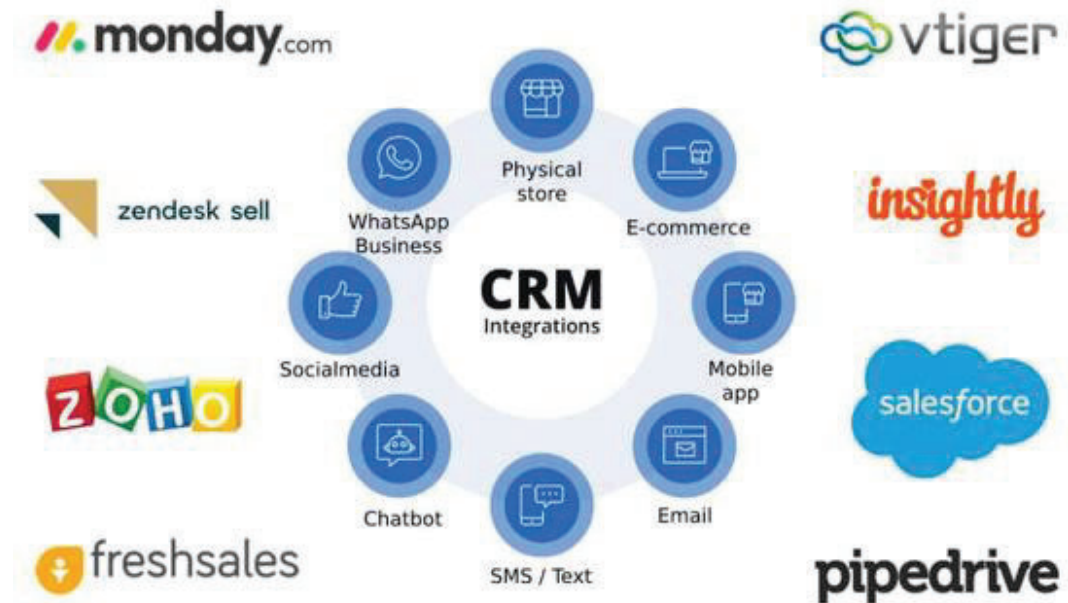 monday.com
vtiger
Physical
store
WhatsApp
Business
E-commerce
zendesk sell
insightly
CRM
Integrations
Socialmedia
Mobile
app
ZOHO
salesforce
Chatbot
Email
SMS / Text
freshsales
pipedrive